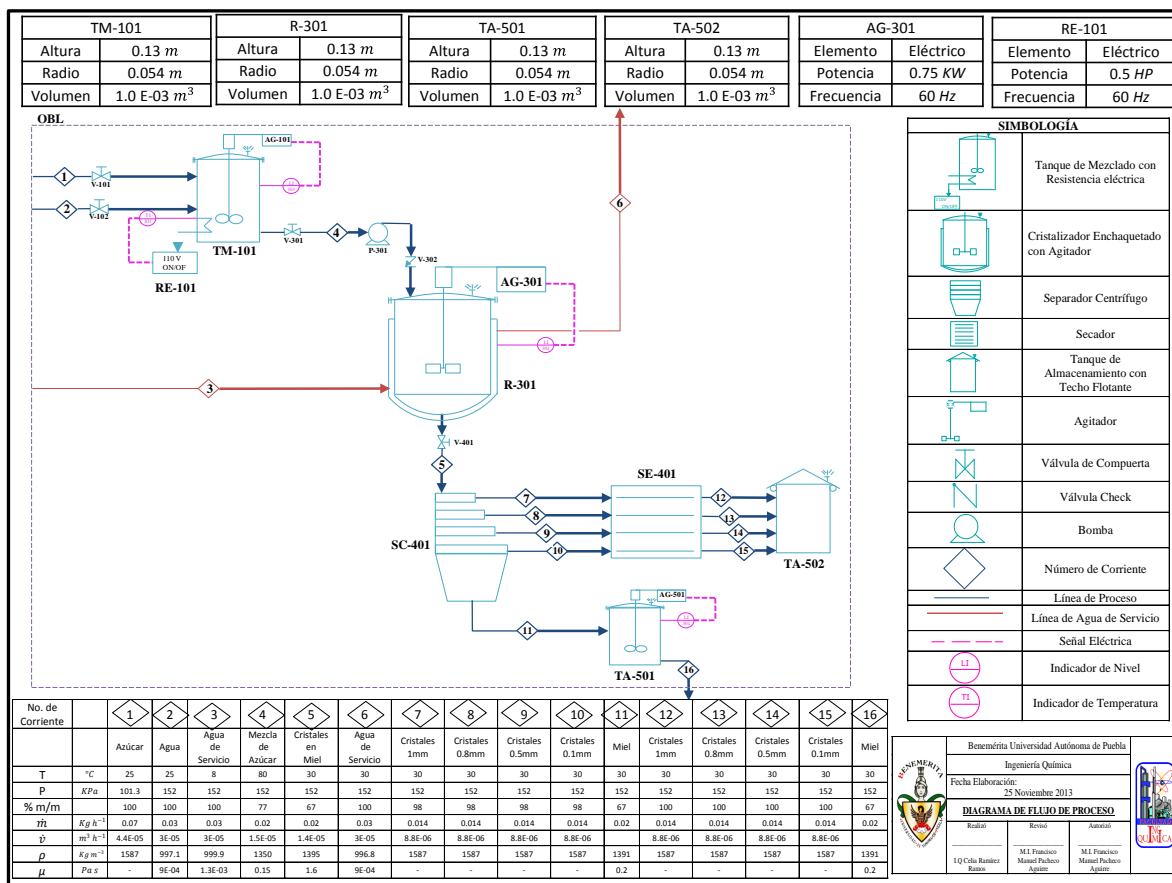 TM-101
Altura 0.13 m
Radio 0.054 m
Volumen 1.0 E-03 m³
R-301
Altura 0.13 m
Radio 0.054 m
Volumen 1.0 E-03 m³
TA-501
Altura 0.13 m
Radio 0.054 m
Volumen 1.0 E-03 m³
TA-502
Altura 0.13 m
Radio 0.054 m
Volumen 1.0 E-03 m³
AG-301
Elemento Eléctrico
Potencia 0.75 KW
Frecuencia 60 Hz
RE-101
Elemento Eléctrico
Potencia 0.5 HP
Frecuencia 60 Hz
OBL
AG-101
1
V-101
2
V-102
TM-101
V-301
4
P-301
V-302
110 V
ON/OF
RE-101
6
AG-301
3
R-301
V-401
5
SE-401
7
8
9
10
12
13
14
15
SC-401
TA-502
AG-501
11
TA-501
16
SIMBOLOGÍA
Tanque de Mezclado con
Resistencia eléctrica
Cristalizador Enchaquetado
con Agitador
Separador Centrífugo
Secador
Tanque de
Almacenamiento con
Techo Flotante
Agitador
Válvula de Compuerta
Válvula Check
Bomba
Número de Corriente
Línea de Proceso
Línea de Agua de Servicio
Señal Eléctrica
LI
Indicador de Nivel
TI
Indicador de Temperatura
No. de
Corriente
1 2 3 4 5 6 7 8 9 10 11 12 13 14 15 16
Azúcar Agua Agua de Servicio Mezcla de Azúcar Cristales en Miel Agua de Servicio Cristales 1mm Cristales 0.8mm Cristales 0.5mm Cristales 0.1mm Miel Cristales 1mm Cristales 0.8mm Cristales 0.5mm Cristales 0.1mm Miel
T °C 25 25 8 80 30 30 30 30 30 30 30 30 30 30 30 30
P KPa 101.3 152 152 152 152 152 152 152 152 152 152 152 152 152 152 152
% m/m 100 100 100 77 67 100 98 98 98 98 67 100 100 100 100 67
ṁ Kg h⁻¹ 0.07 0.03 0.03 0.02 0.02 0.03 0.014 0.014 0.014 0.014 0.02 0.014 0.014 0.014 0.014 0.02
v̇ m³ h⁻¹ 4.4E-05 3E-05 3E-05 1.5E-05 1.4E-05 3E-05 8.8E-06 8.8E-06 8.8E-06 8.8E-06 8.8E-06 8.8E-06 8.8E-06 8.8E-06
ρ Kg m⁻³ 1587 997.1 999.9 1350 1395 996.8 1587 1587 1587 1587 1391 1587 1587 1587 1587 1391
μ Pa s - 9E-04 1.3E-03 0.15 1.6 9E-04 - - - - 0.2 - - - - 0.2
Benemérita Universidad Autónoma de Puebla
Ingeniería Química
Fecha Elaboración:
25 Noviembre 2013
DIAGRAMA DE FLUJO DE PROCESO
Realizó Revisó Autorizó
I.Q Celia Ramírez
Ramos
M.I. Francisco
Manuel Pacheco
Aguirre
M.I. Francisco
Manuel Pacheco
Aguirre